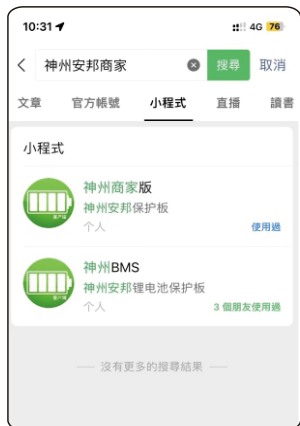 10:31 4G 76
神州安邦商家 搜尋 取消
文章 官方帳號 小程式 直播 讀書
小程式
神州商家版
神州安邦保护板
个人 使用過
神州BMS
神州安邦锂电池保护板
个人 3 個朋友使用過
沒有更多的搜尋結果